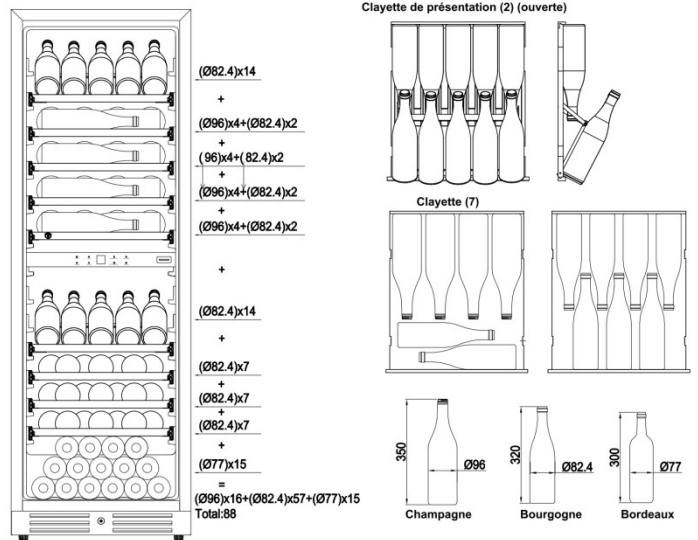 Clayette de présentation (2) (ouverte)
(Ø82.4)x14
+
(Ø96)x4+(Ø82.4)x2
+
( 96)x4+( 82.4)x2
+
(Ø96)x4+(Ø82.4)x2
+
(Ø96)x4+(Ø82.4)x2
+
(Ø82.4)x14
+
(Ø82.4)x7
+
(Ø82.4)x7
+
(Ø82.4)x7
+
(Ø77)x15
=
(Ø96)x16+(Ø82.4)x57+(Ø77)x15
Total:88
Clayette (7)
350
Ø96
Champagne
320
Ø82.4
Bourgogne
300
Ø77
Bordeaux